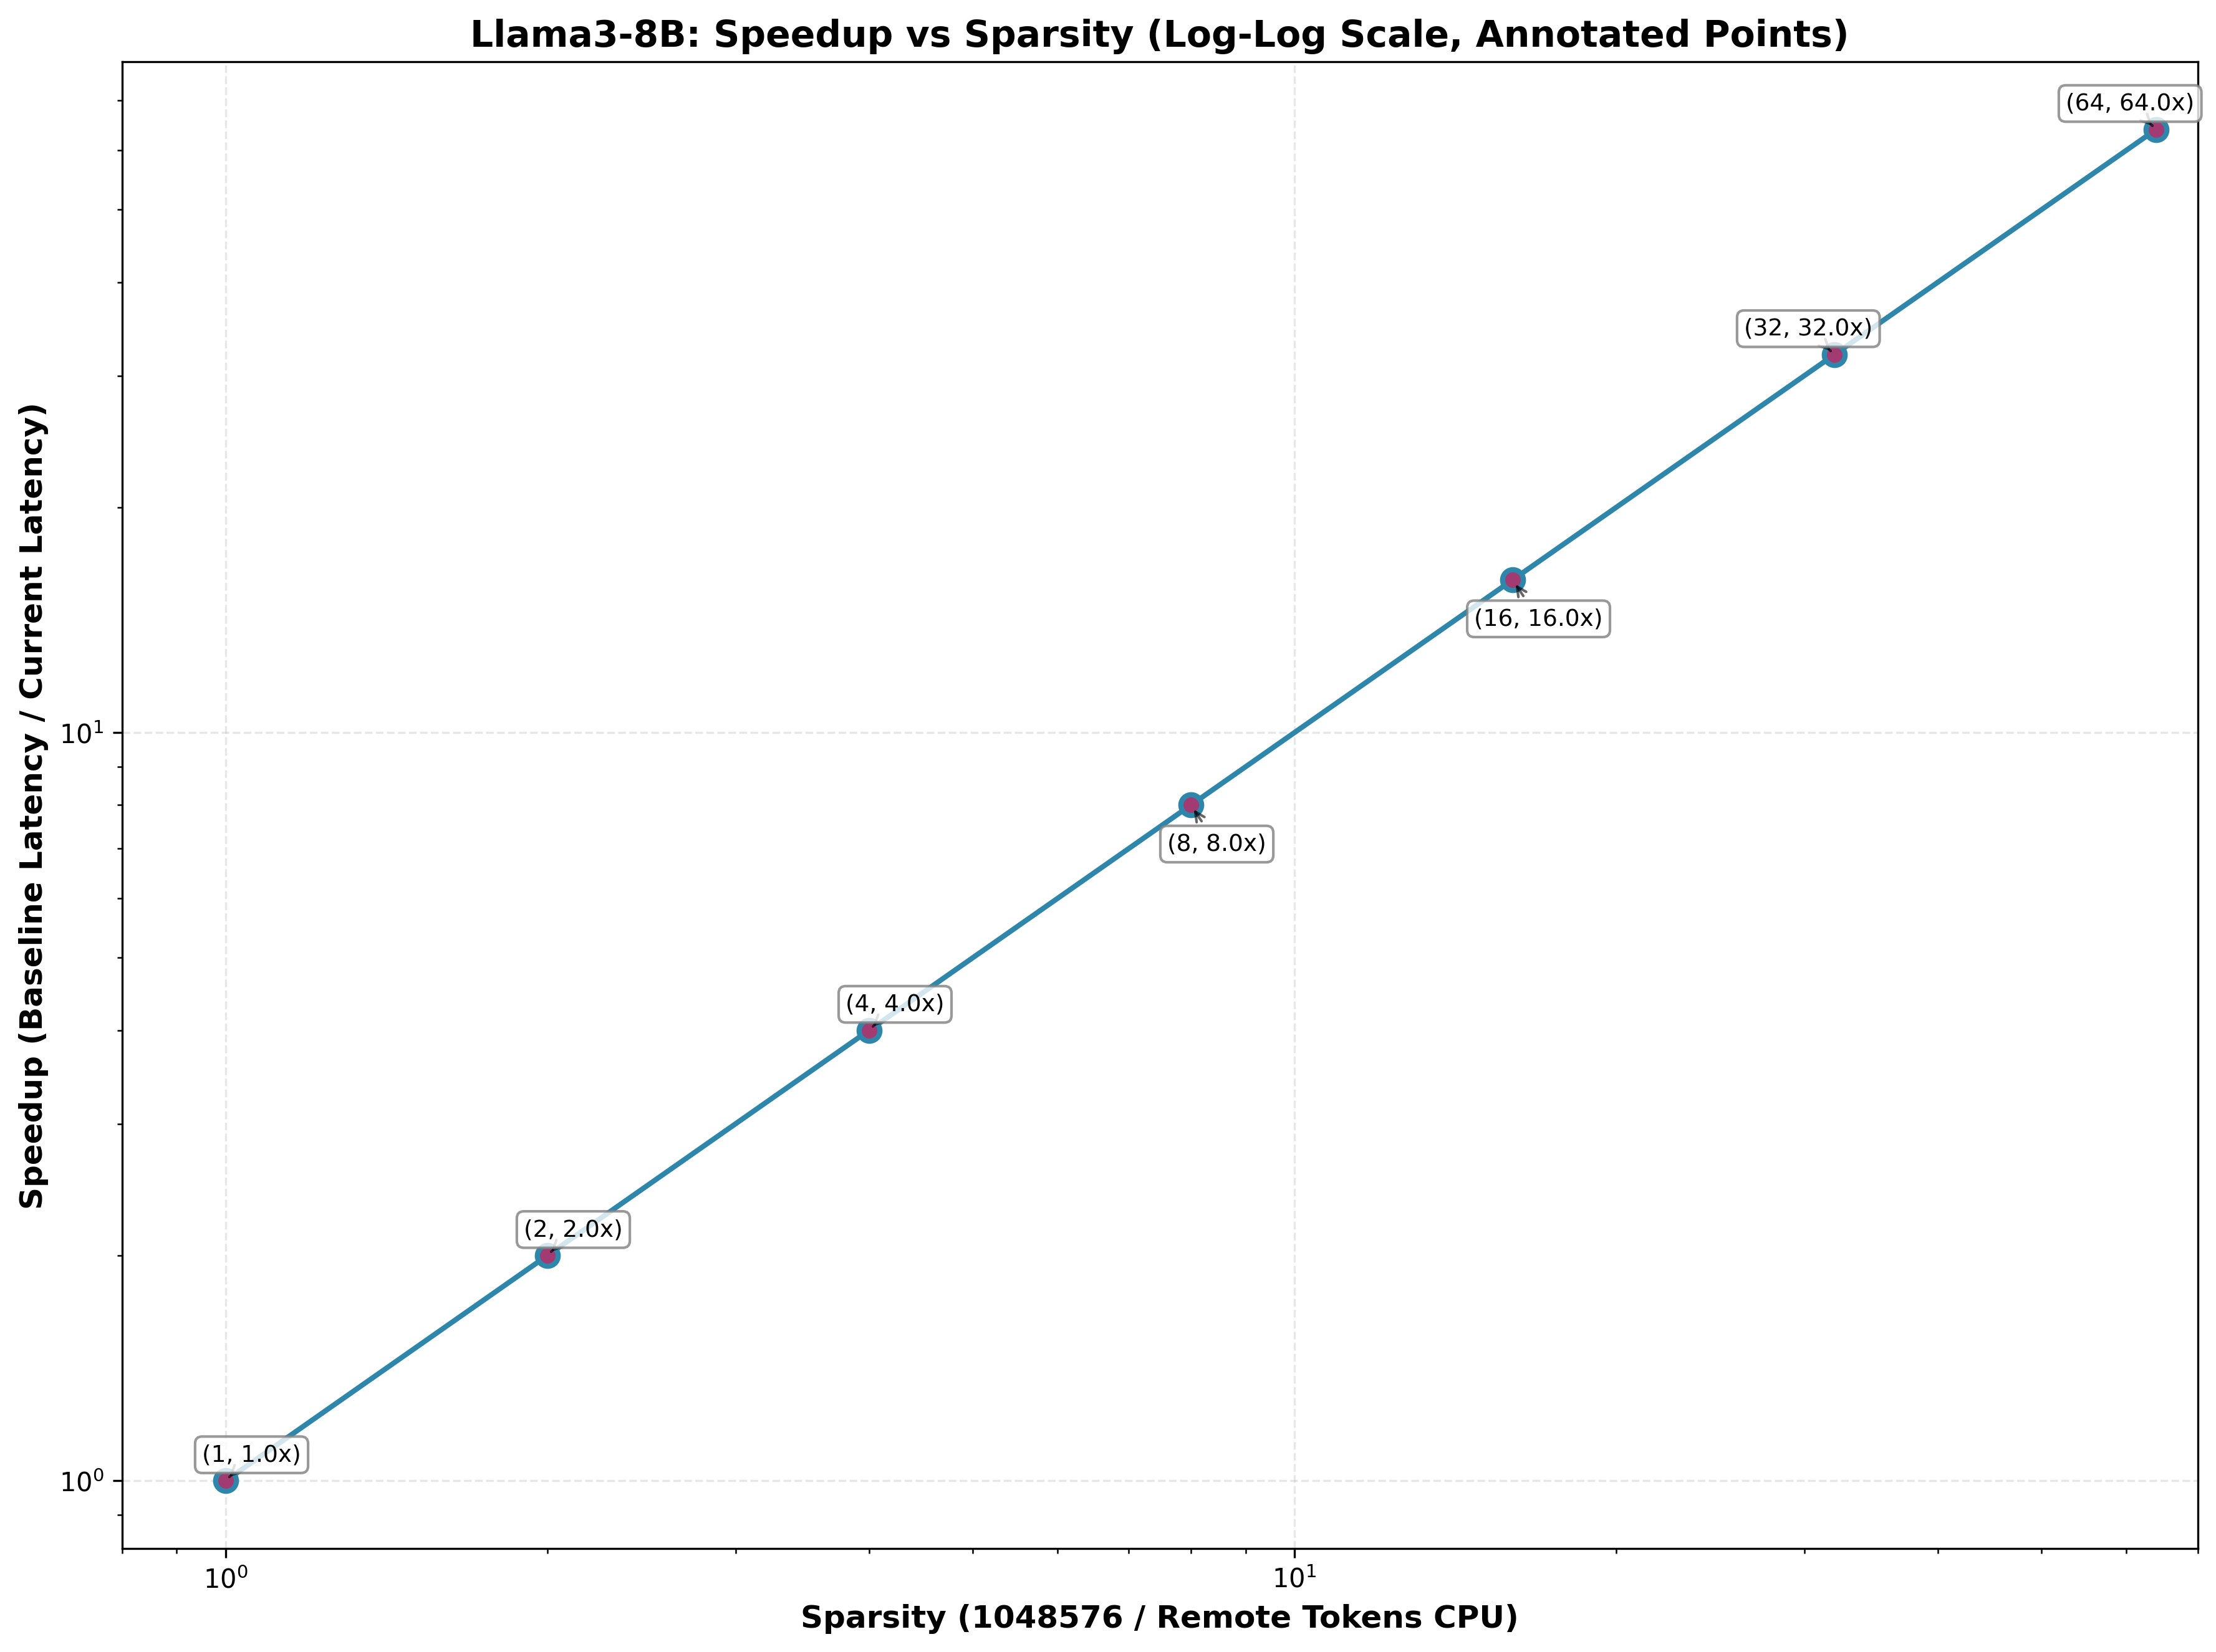 Llama3-8B: Speedup vs Sparsity (Log-Log Scale, Annotated Points)
Speedup (Baseline Latency / Current Latency)
(64, 64.0x)
(32, 32.0x)
(16, 16.0x)
10¹
(8, 8.0x)
(4, 4.0x)
(2, 2.0x)
(1, 1.0x)
10⁰
10⁰ 10¹
Sparsity (1048576 / Remote Tokens CPU)